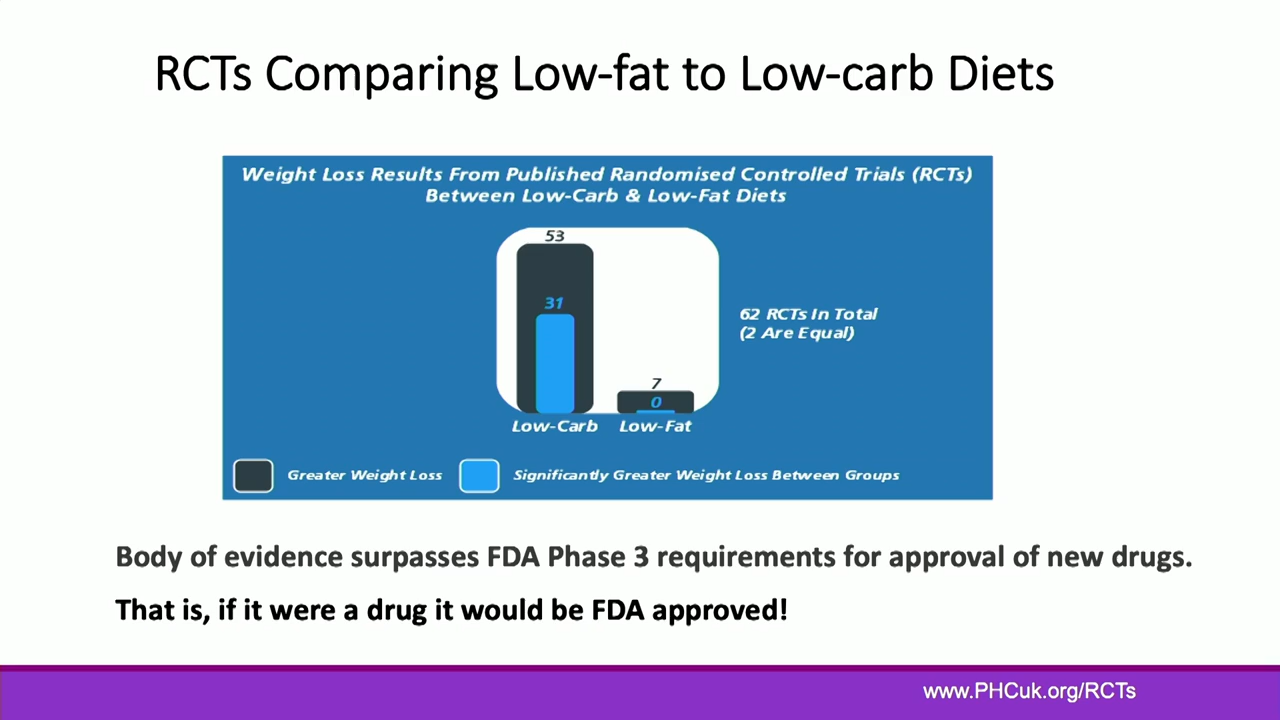 RCTs Comparing Low-fat to Low-carb Diets
Weight Loss Results From Published Randomised Controlled Trials (RCTs)
Between Low-Carb & Low-Fat Diets
53
31
7
0
62 RCTs In Total
(2 Are Equal)
Low-Carb Low-Fat
Greater Weight Loss Significantly Greater Weight Loss Between Groups
Body of evidence surpasses FDA Phase 3 requirements for approval of new drugs.
That is, if it were a drug it would be FDA approved!
www.PHCuk.org/RCTs